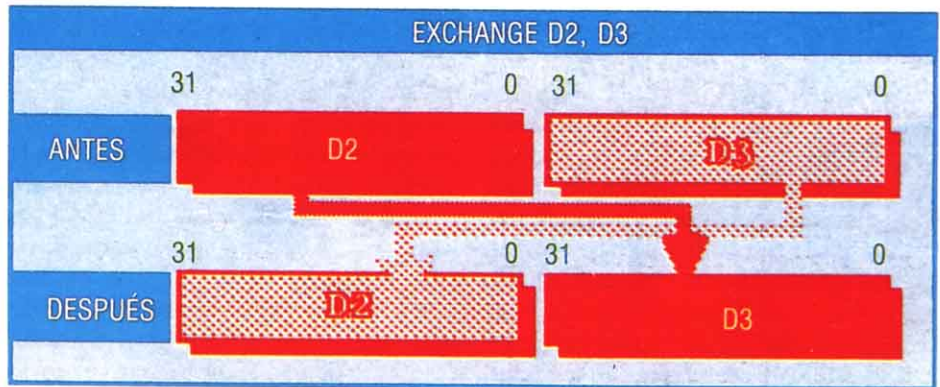 EXCHANGE D2, D3
31 0 31 0
ANTES D2 D3
31 0 31 0
DESPUÉS D2 D3